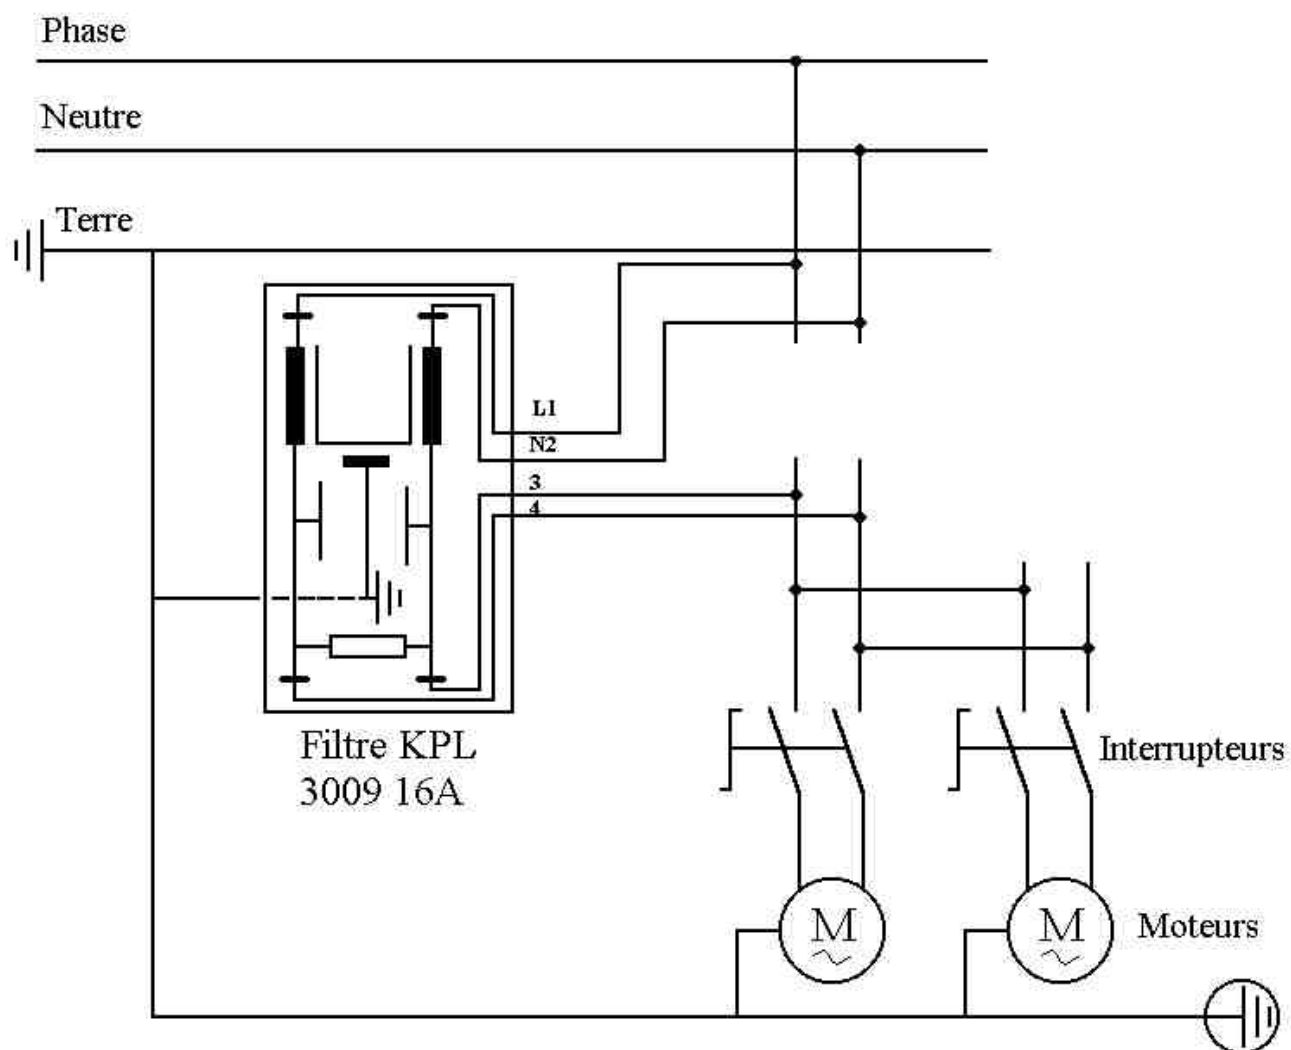 Phase
Neutre
Terre
L1
N2
3
4
Filtre KPL
3009 16A
Interrupteurs
M
M
Moteurs